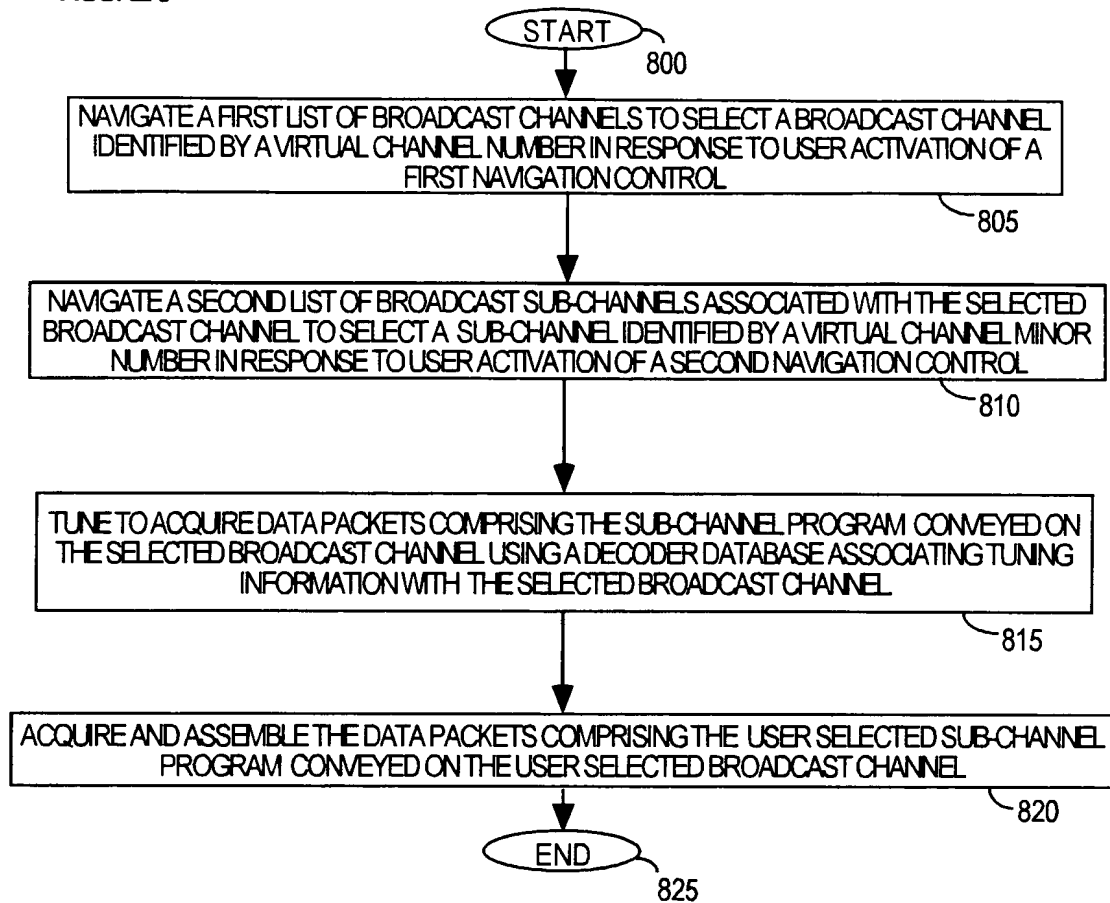 START
800
NAVIGATE A FIRST LIST OF BROADCAST CHANNELS TO SELECT A BROADCAST CHANNEL
IDENTIFIED BY A VIRTUAL CHANNEL NUMBER IN RESPONSE TO USER ACTIVATION OF A
FIRST NAVIGATION CONTROL
805
NAVIGATE A SECOND LIST OF BROADCAST SUB-CHANNELS ASSOCIATED WITH THE SELECTED
BROADCAST CHANNEL TO SELECT A SUB-CHANNEL IDENTIFIED BY A VIRTUAL CHANNEL MINOR
NUMBER IN RESPONSE TO USER ACTIVATION OF A SECOND NAVIGATION CONTROL
810
TUNE TO ACQUIRE DATA PACKETS COMPRISING THE SUB-CHANNEL PROGRAM CONVEYED ON
THE SELECTED BROADCAST CHANNEL USING A DECODER DATABASE ASSOCIATING TUNING
INFORMATION WITH THE SELECTED BROADCAST CHANNEL
815
ACQUIRE AND ASSEMBLE THE DATA PACKETS COMPRISING THE USER SELECTED SUB-CHANNEL
PROGRAM CONVEYED ON THE USER SELECTED BROADCAST CHANNEL
820
END
825